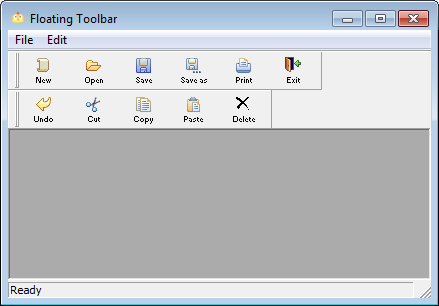 Floating Toolbar
File Edit
New Open Save Save as Print Exit
Undo Cut Copy Paste Delete
Ready